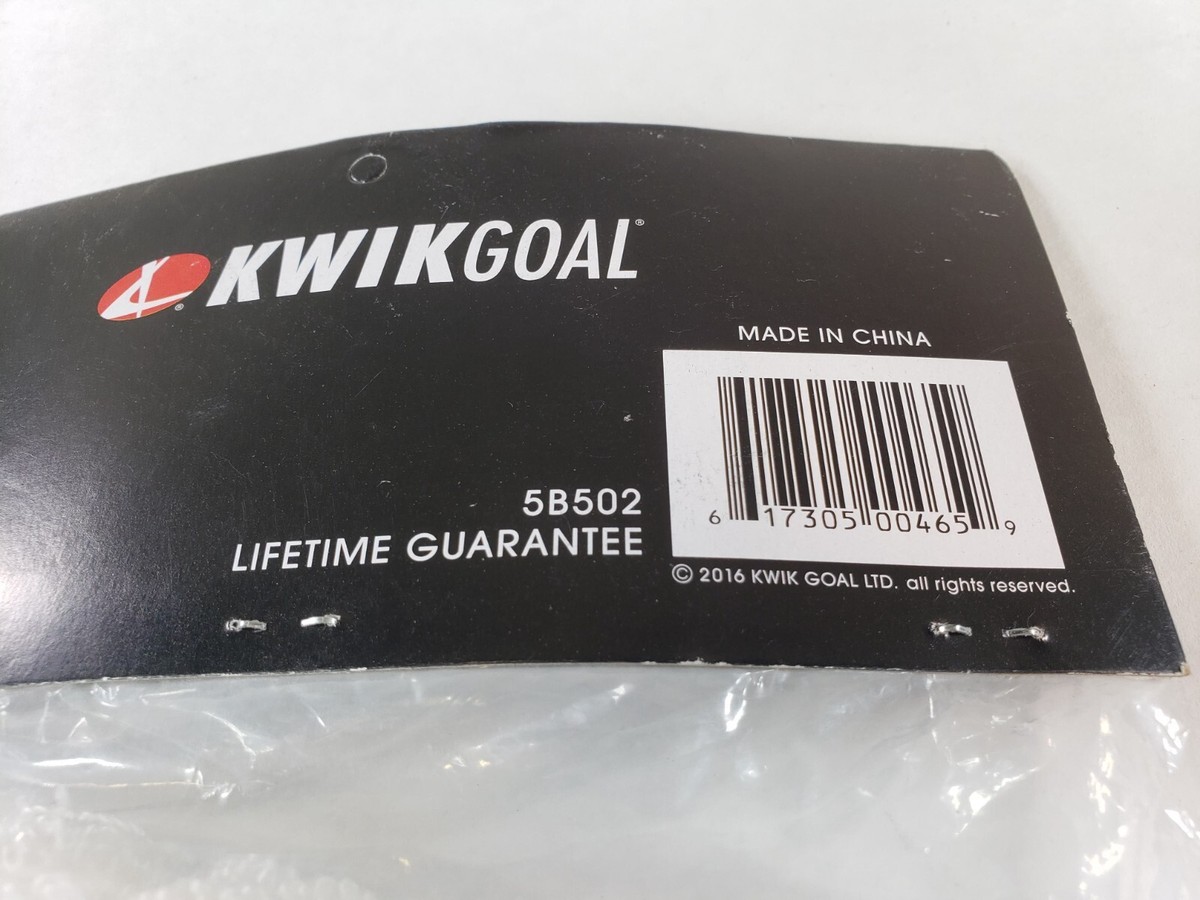 KWIKGOAL®
MADE IN CHINA
5B502
LIFETIME GUARANTEE
6 17305 00465 9
© 2016 KWIK GOAL LTD. all rights reserved.